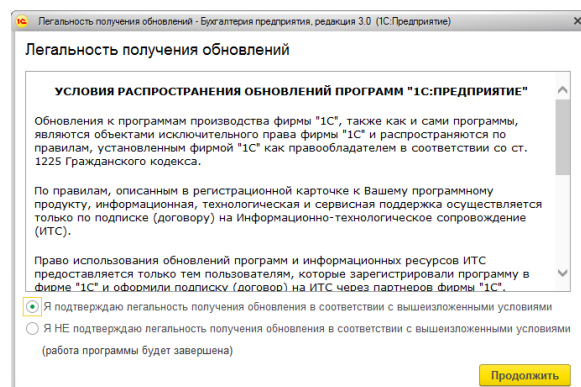 Легальность получения обновлений - Бухгалтерия предприятия, редакция 3.0 (1С:Предприятие)
Легальность получения обновлений
УСЛОВИЯ РАСПРОСТРАНЕНИЯ ОБНОВЛЕНИЙ ПРОГРАММ "1С:ПРЕДПРИЯТИЕ"
Обновления к программам производства фирмы "1С", также как и сами программы,
являются объектами исключительного права фирмы "1С" и распространяются по
правилам, установленным фирмой "1С" как правообладателем в соответствии со ст.
1225 Гражданского кодекса.
По правилам, описанным в регистрационной карточке к Вашему программному
продукту, информационная, технологическая и сервисная поддержка осуществляется
только по подписке (договору) на Информационно-технологическое сопровождение
(ИТС).
Право использования обновлений программ и информационных ресурсов ИТС
предоставляется только тем пользователям, которые зарегистрировали программу в
фирме "1С" и оформили подписку (договор) на ИТС через партнеров фирмы "1С".
Я подтверждаю легальность получения обновления в соответствии с вышеизложенными условиями
Я НЕ подтверждаю легальность получения обновления в соответствии с вышеизложенными условиями
(работа программы будет завершена)
Продолжить